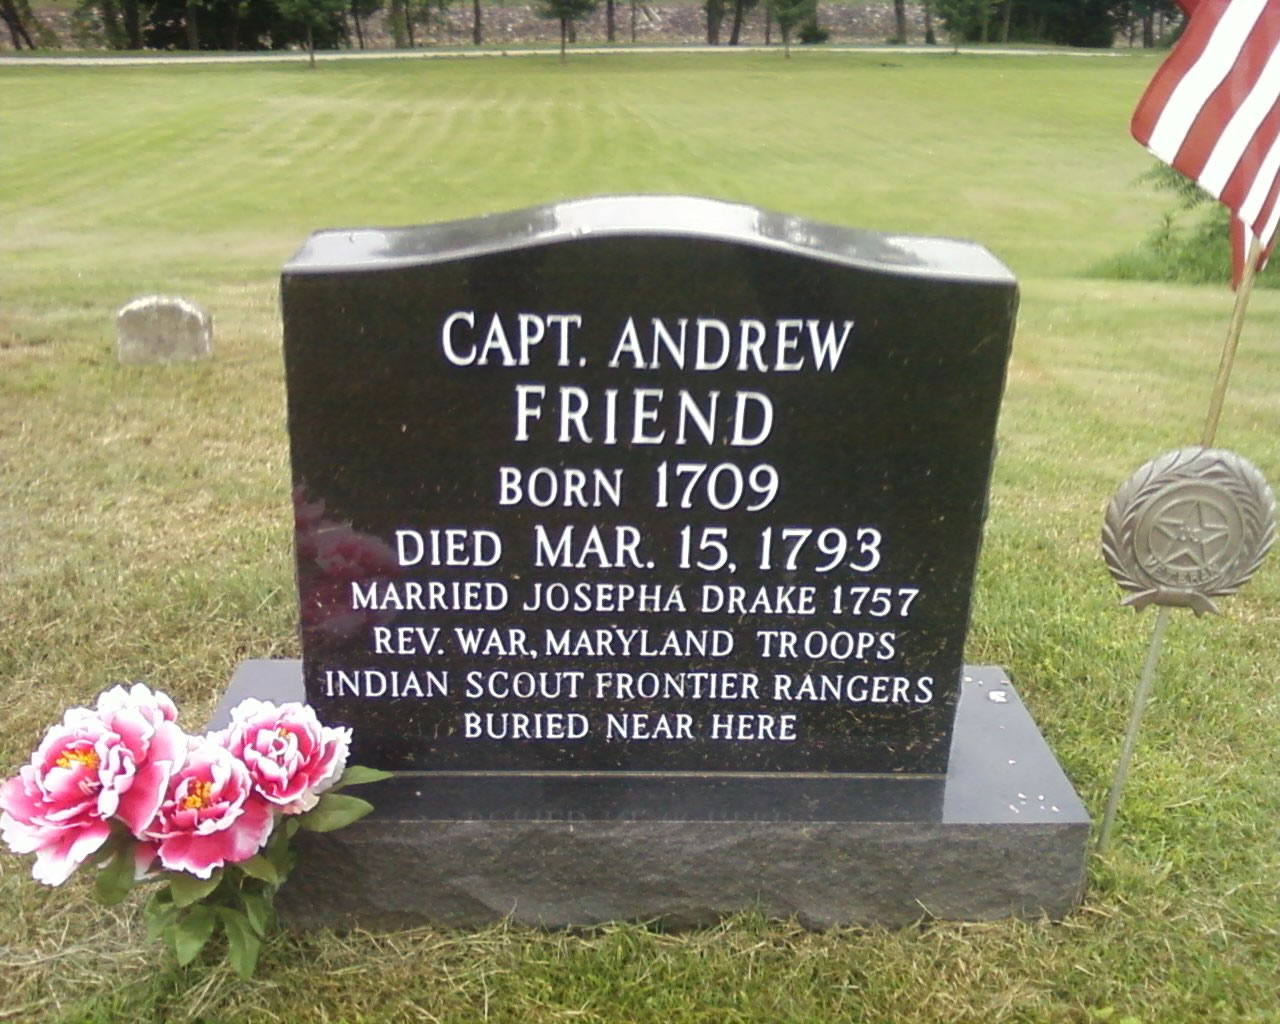 CAPT. ANDREW
FRIEND
BORN 1709
DIED MAR. 15, 1793
MARRIED JOSEPHA DRAKE 1757
REV. WAR, MARYLAND TROOPS
INDIAN SCOUT FRONTIER RANGERS
BURIED NEAR HERE